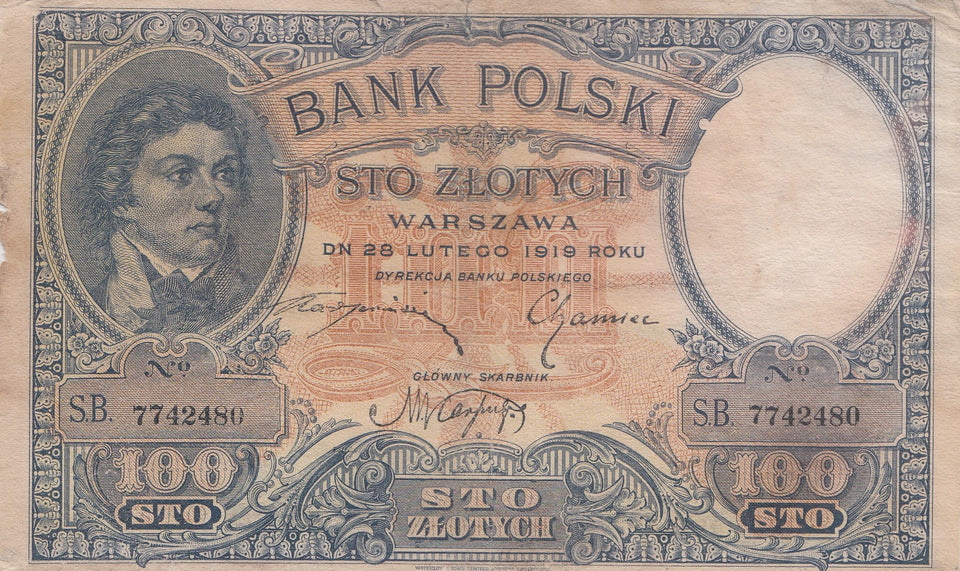 BANK POLSKI
STO ZŁOTYCH
WARSZAWA
DN 28 LUTEGO 1919 ROKU
DYREKCJA BANKU POLSKIEGO
Chamiec
GŁÓWNY SKARBNIK
No
S.B. 7742480
No
S.B. 7742480
100
STO
STO
ZŁOTYCH
100
STO